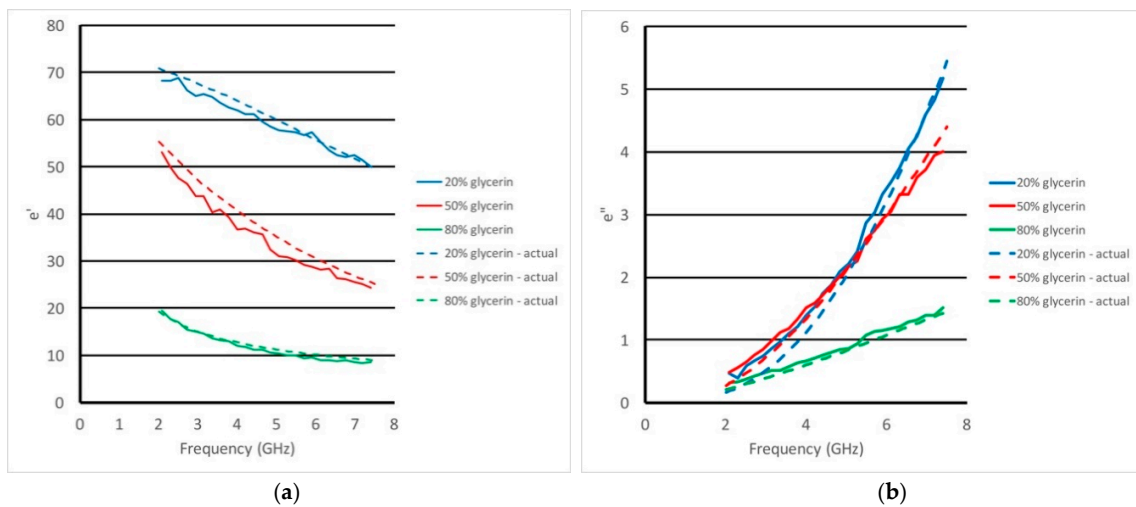 80
70
60
50
40
30
20
10
0
e'
0 1 2 3 4 5 6 7 8
Frequency (GHz)
20% glycerin
50% glycerin
80% glycerin
20% glycerin - actual
50% glycerin - actual
80% glycerin - actual
(a)
6
5
4
3
2
1
0
e"
0 2 4 6 8
Frequency (GHz)
20% glycerin
50% glycerin
80% glycerin
20% glycerin - actual
50% glycerin - actual
80% glycerin - actual
(b)